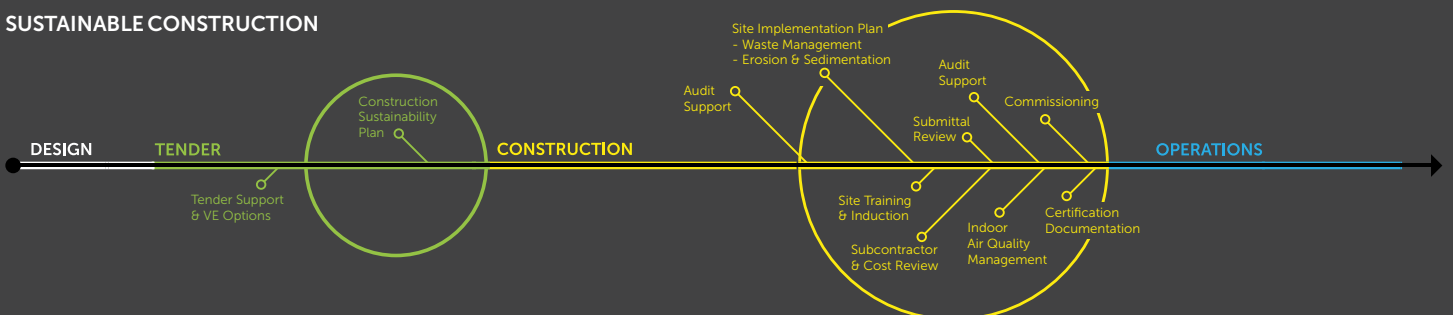 SUSTAINABLE CONSTRUCTION
DESIGN
TENDER
Tender Support
& VE Options
Construction
Sustainability
Plan
CONSTRUCTION
Audit
Support
Site Implementation Plan
- Waste Management
- Erosion & Sedimentation
Site Training
& Induction
Subcontractor
& Cost Review
Submittal
Review
Audit
Support
Indoor
Air Quality
Management
Commissioning
Certification
Documentation
OPERATIONS